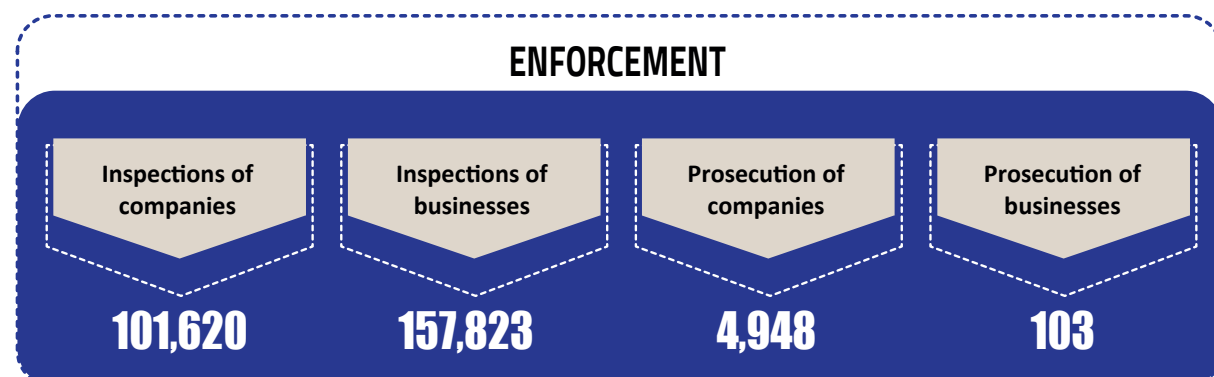 ENFORCEMENT
Inspections of
companies
101,620
Inspections of
businesses
157,823
Prosecution of
companies
4,948
Prosecution of
businesses
103